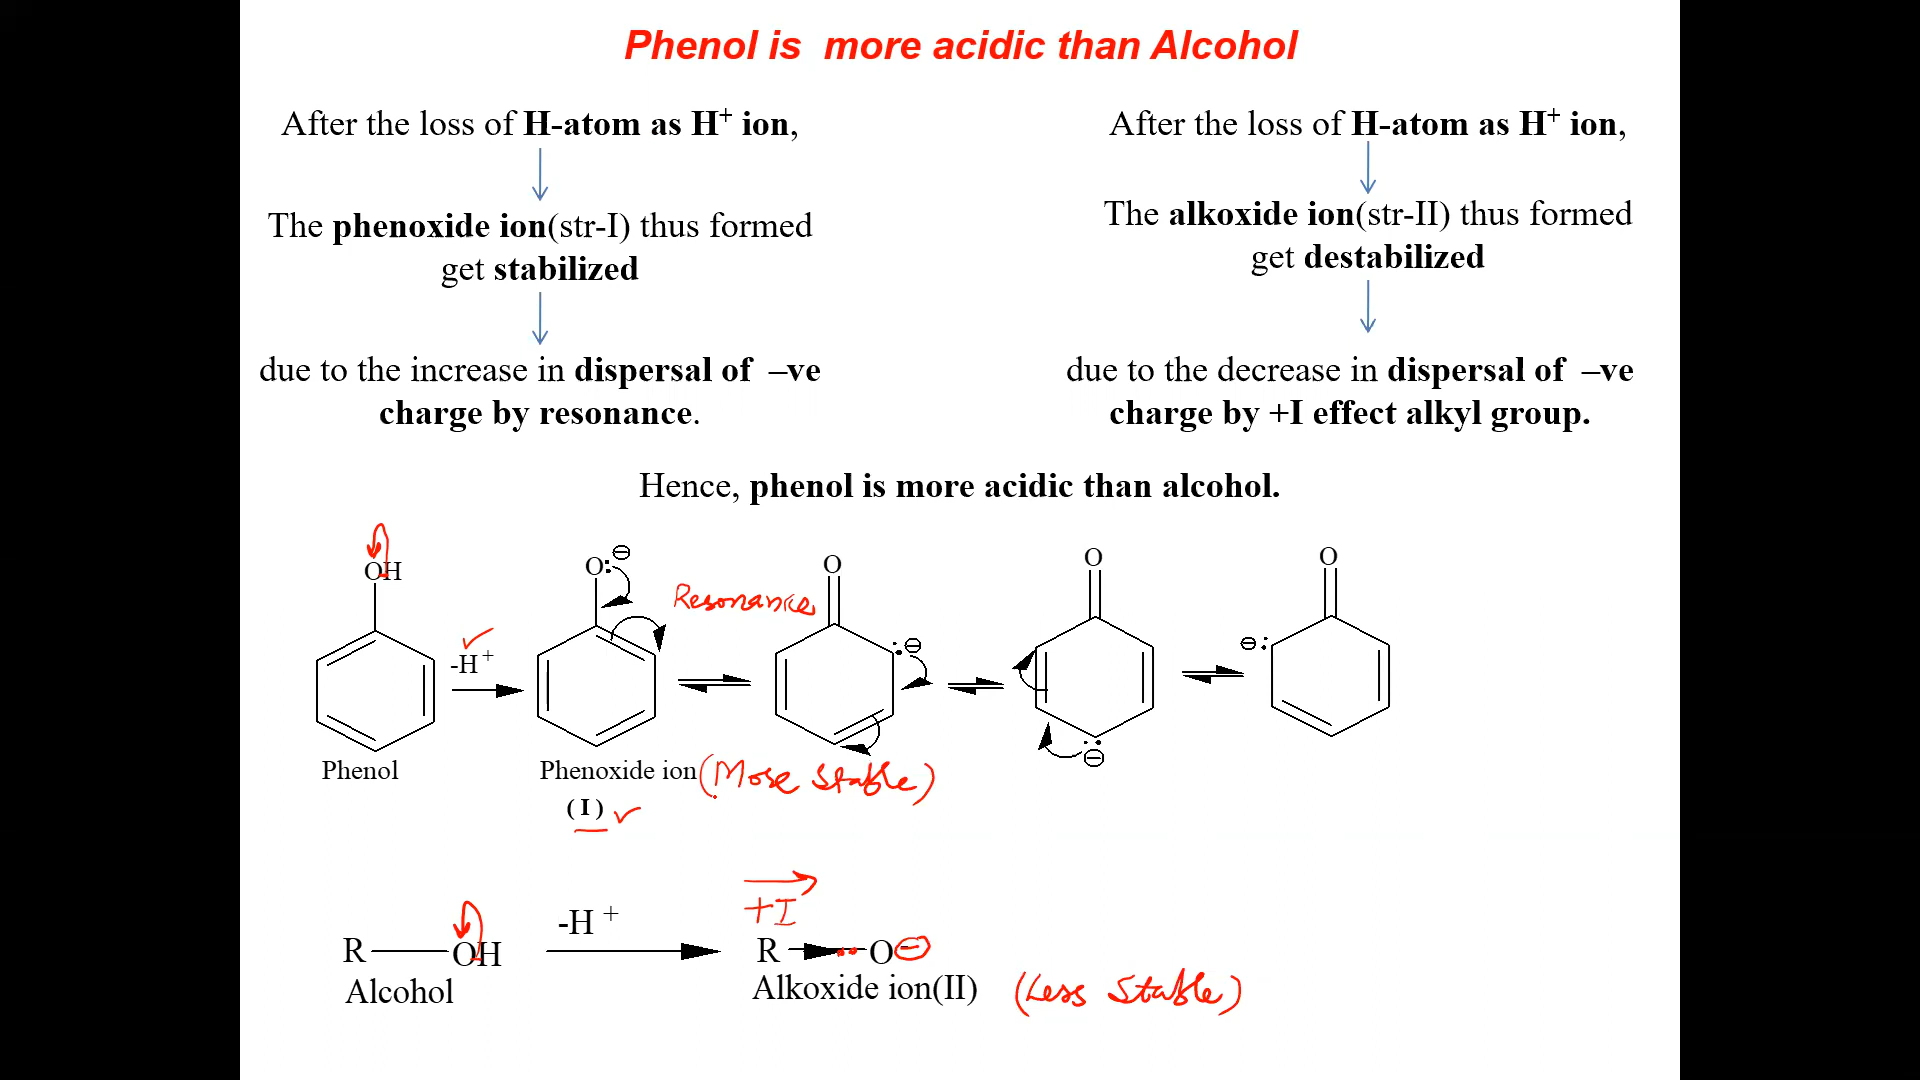 Phenol is more acidic than Alcohol
After the loss of H-atom as H⁺ ion,
The phenoxide ion(str-I) thus formed
get stabilized
due to the increase in dispersal of –ve
charge by resonance.
After the loss of H-atom as H⁺ ion,
The alkoxide ion(str-II) thus formed
get destabilized
due to the decrease in dispersal of –ve
charge by +I effect alkyl group.
Hence, phenol is more acidic than alcohol.
OH
Phenol
-H⁺
O:⊖
Phenoxide ion (More Stable)
(I)
Resonance
O
:⊖
O
:⊖
O
⊖:
R—OH
Alcohol
-H⁺
+I
R—O⊖
Alkoxide ion(II) (Less Stable)